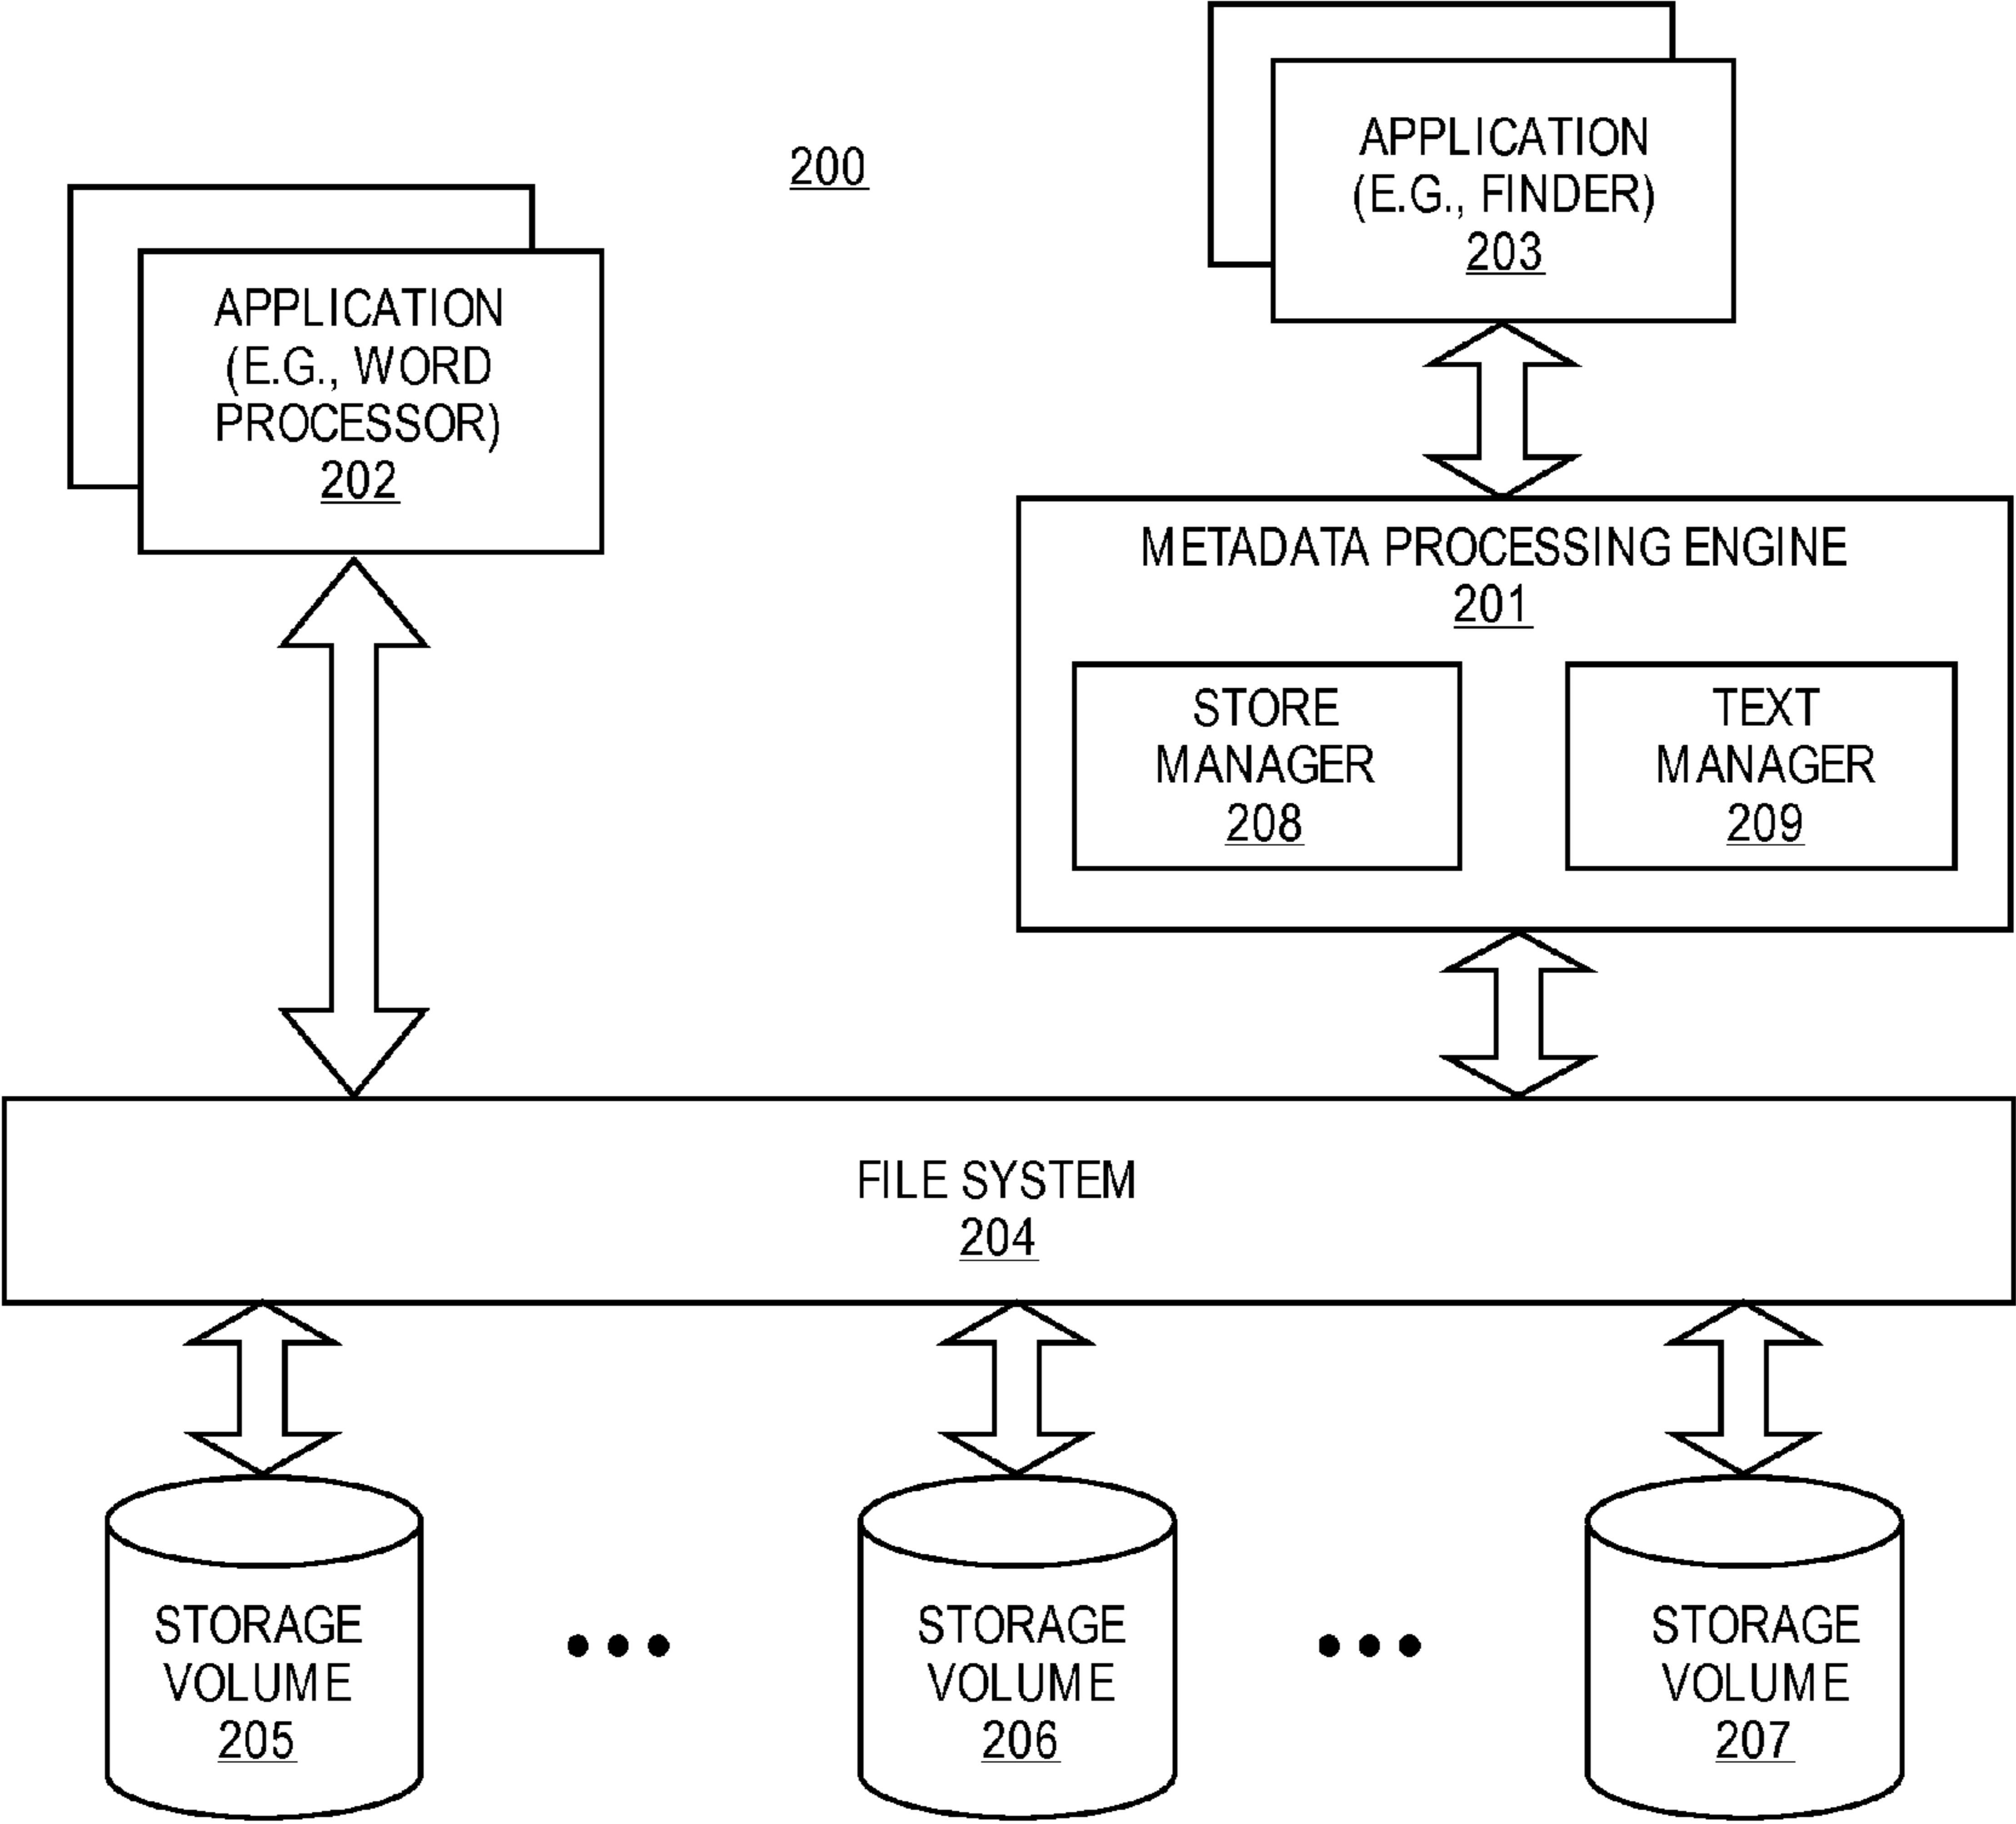 200
APPLICATION
(E.G., FINDER)
203
APPLICATION
(E.G., WORD
PROCESSOR)
202
METADATA PROCESSING ENGINE
201
STORE
MANAGER
208
TEXT
MANAGER
209
FILE SYSTEM
204
STORAGE
VOLUME
205
STORAGE
VOLUME
206
STORAGE
VOLUME
207